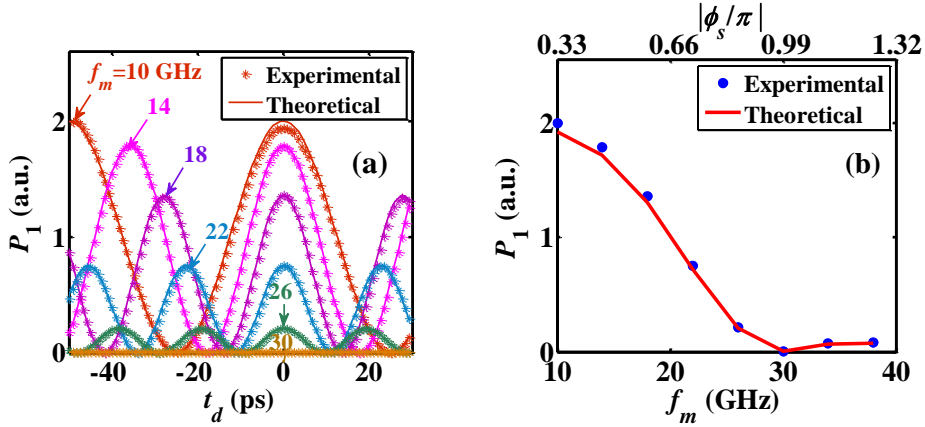 |ϕ_s/π|
0.33 0.66 0.99 1.32
f_m=10 GHz
14
18
22
26
30
Experimental
Theoretical
(a)
P_1 (a.u.)
2
1
0
-40 -20 0 20
t_d (ps)
Experimental
Theoretical
(b)
P_1 (a.u.)
2
1
0
10 20 30 40
f_m (GHz)